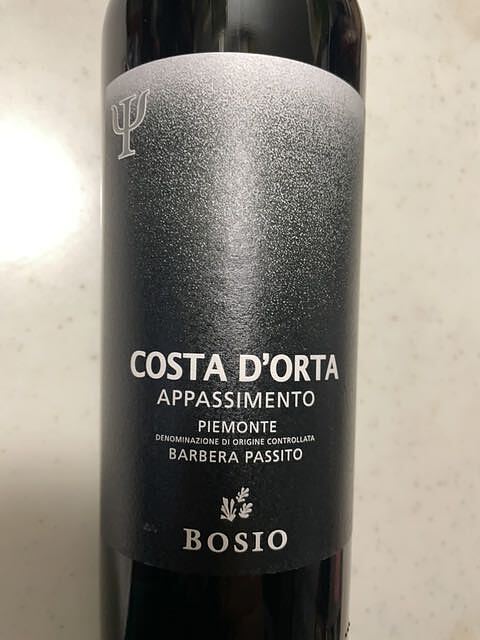 Ψ
COSTA D'ORTA
APPASSIMENTO
PIEMONTE
DENOMINAZIONE DI ORIGINE CONTROLLATA
BARBERA PASSITO
BOSIO